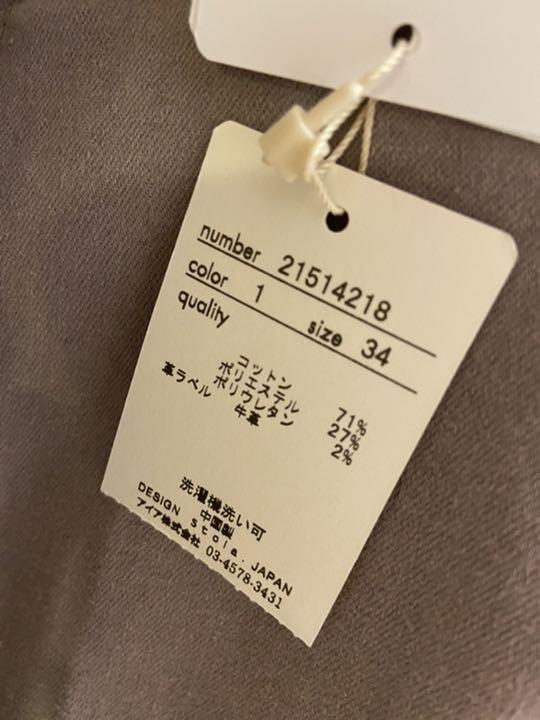 number 21514218
color 1 size 34
quality
コットン 71%
ポリエステル 27%
ポリウレタン 2%
革ラベル 牛革
洗濯機洗い可
中国製
DESIGN Stola. JAPAN
アイア株式会社 03-4578-3431